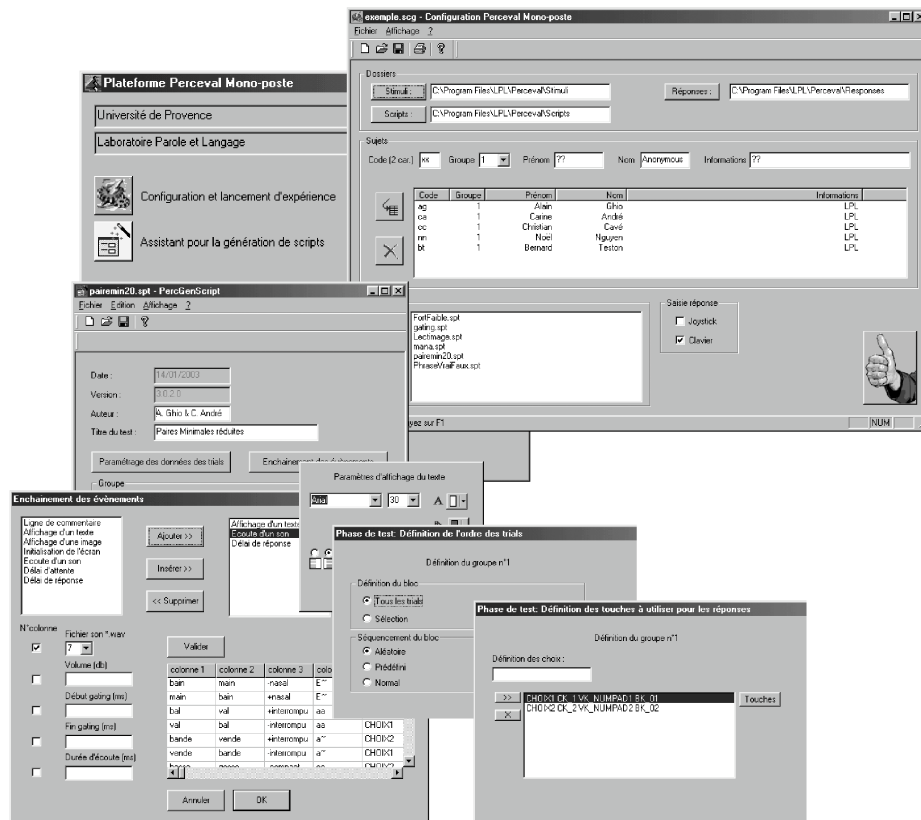 exemple.scg - Configuration Perceval Mono-poste
Fichier Affichage ?
Dossiers
Stimuli : C:\Program Files\LPL\Perceval\Stimuli Réponses : C:\Program Files\LPL\Perceval\Responses
Scripts : C:\Program Files\LPL\Perceval\Scripts
Sujets
Code (2 car.) xx Groupe 1 Prénom ?? Nom Anonymous Informations ??
Code Groupe Prénom Nom Informations
ag 1 Alain Ghio LPL
ca 1 Carine André LPL
cc 1 Christian Cavé LPL
nn 1 Noël Nguyen LPL
bt 1 Bernard Teston LPL
FortFaible.spt
gating.spt
Lectimage.spt
mana.spt
pairemin20.spt
PhraseVraiFaux.spt
Saisie réponse
Joystick
Clavier
yez sur F1
NUM
Plateforme Perceval Mono-poste
Université de Provence
Laboratoire Parole et Langage
Configuration et lancement d'expérience
Assistant pour la génération de scripts
pairemin20.spt - PercGenScript
Fichier Edition Affichage ?
Date : 14/01/2003
Version : 3.0.2.0
Auteur : A. Ghio & C. André
Titre du test : Paires Minimales réduites
Paramétrage des données des trials Enchainement des évènements
Groupe
Paramètres d'affichage du texte
Arial 30 A
Enchainement des évènements
Ligne de commentaire
Affichage d'un texte
Affichage d'une image
Initialisation de l'écran
Ecoute d'un son
Délai d'attente
Délai de réponse
Ajouter >>
Insérer >>
<< Supprimer
Affichage d'un texte
Ecoute d'un son
Délai de réponse
N°colonne
Fichier son *.wav
7
Volume (db)
Début gating (ms)
Fin gating (ms)
Durée d'écoute (ms)
Valider
colonne 1 colonne 2 colonne 3 colo
bain main -nasal E~
main bain +nasal E~
bal val +interrompu aa
val bal -interrompu aa CHOIX1
bande vende +interrompu a~ CHOIX2
vende bande -interrompu a~ CHOIX1
CHOIX2
Annuler OK
Phase de test: Définition de l'ordre des trials
Définition du groupe n°1
Définition du bloc
Tous les trials
Sélection
Séquencement du bloc
Aléatoire
Prédéfini
Normal
Phase de test: Définition des touches à utiliser pour les réponses
Définition du groupe n°1
Définition des choix :
>> CHOIX1 CK_1 VK_NUMPAD1 BK_01 Touches
X CHOIX2 CK_2 VK_NUMPAD2 BK_02